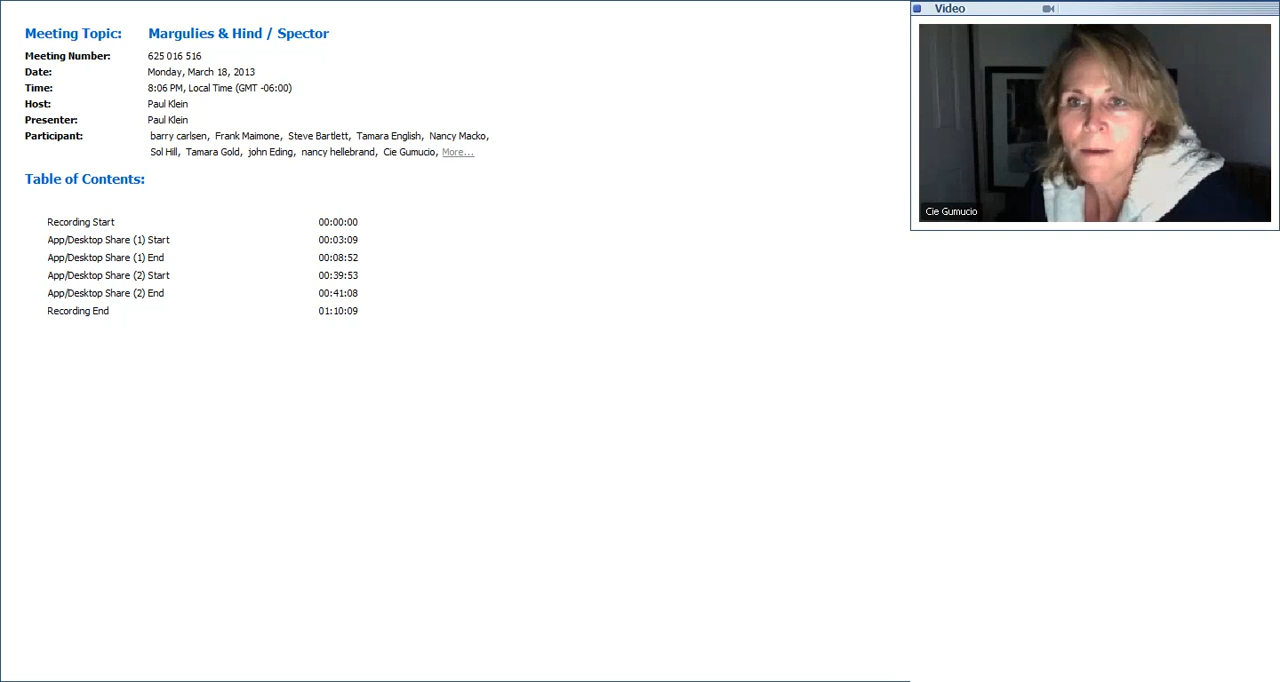 Meeting Topic: Margulies & Hind / Spector
Meeting Number: 625 016 516
Date: Monday, March 18, 2013
Time: 8:06 PM, Local Time (GMT -06:00)
Host: Paul Klein
Presenter: Paul Klein
Participant: barry carlsen, Frank Maimone, Steve Bartlett, Tamara English, Nancy Macko,
Sol Hill, Tamara Gold, john Eding, nancy hellebrand, Cie Gumucio, More...
Table of Contents:
Recording Start 00:00:00
App/Desktop Share (1) Start 00:03:09
App/Desktop Share (1) End 00:08:52
App/Desktop Share (2) Start 00:39:53
App/Desktop Share (2) End 00:41:08
Recording End 01:10:09
Video
Cie Gumucio